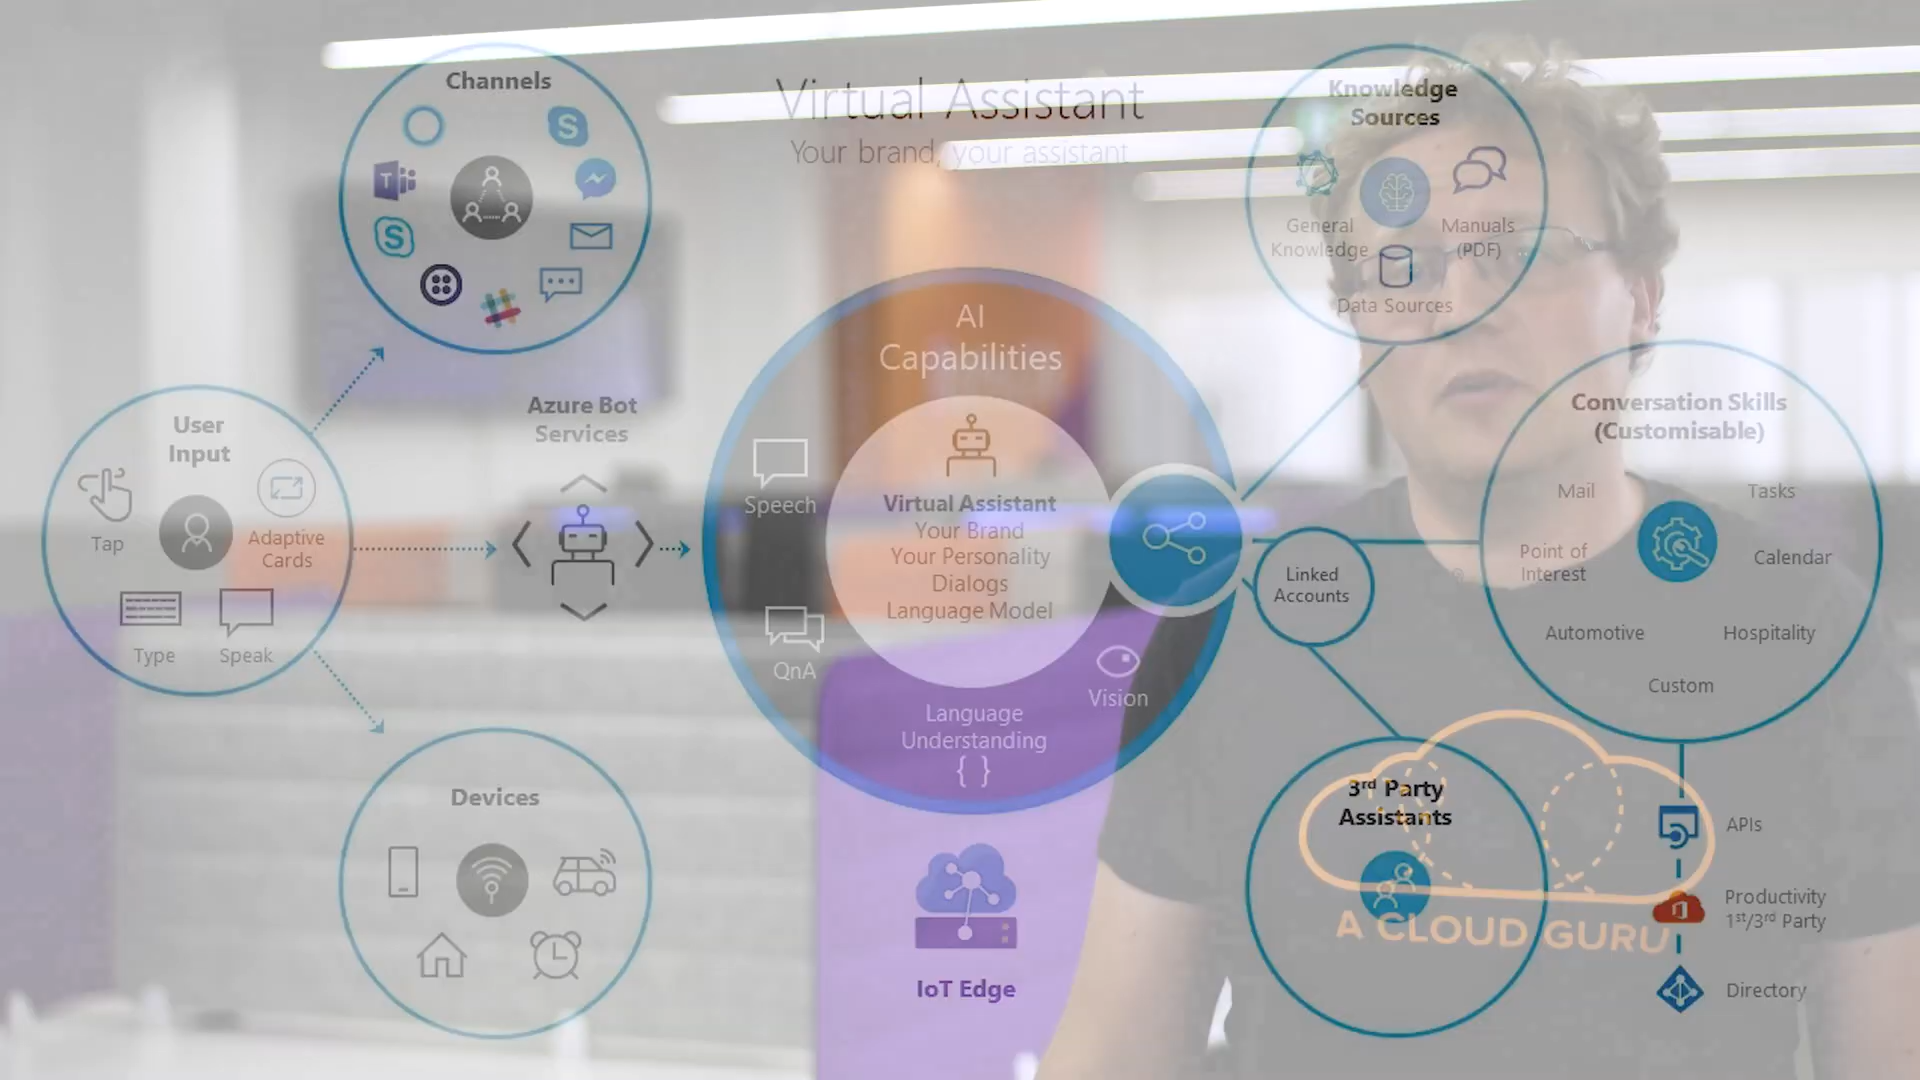 Virtual Assistant
Your brand, your assistant
Channels
T
S
S
User
Input
Tap
Adaptive
Cards
Type
Speak
Azure Bot
Services
Devices
AI
Capabilities
Speech
QnA
Virtual Assistant
Your Brand
Your Personality
Dialogs
Language Model
Language
Understanding
{ }
Vision
IoT Edge
Knowledge
Sources
General
Knowledge
Manuals
(PDF)
Data Sources
Linked
Accounts
Conversation Skills
(Customisable)
Mail
Tasks
Point of
Interest
Calendar
Automotive
Hospitality
Custom
3rd Party
Assistants
A CLOUD GURU
APIs
Productivity
1st/3rd Party
Directory